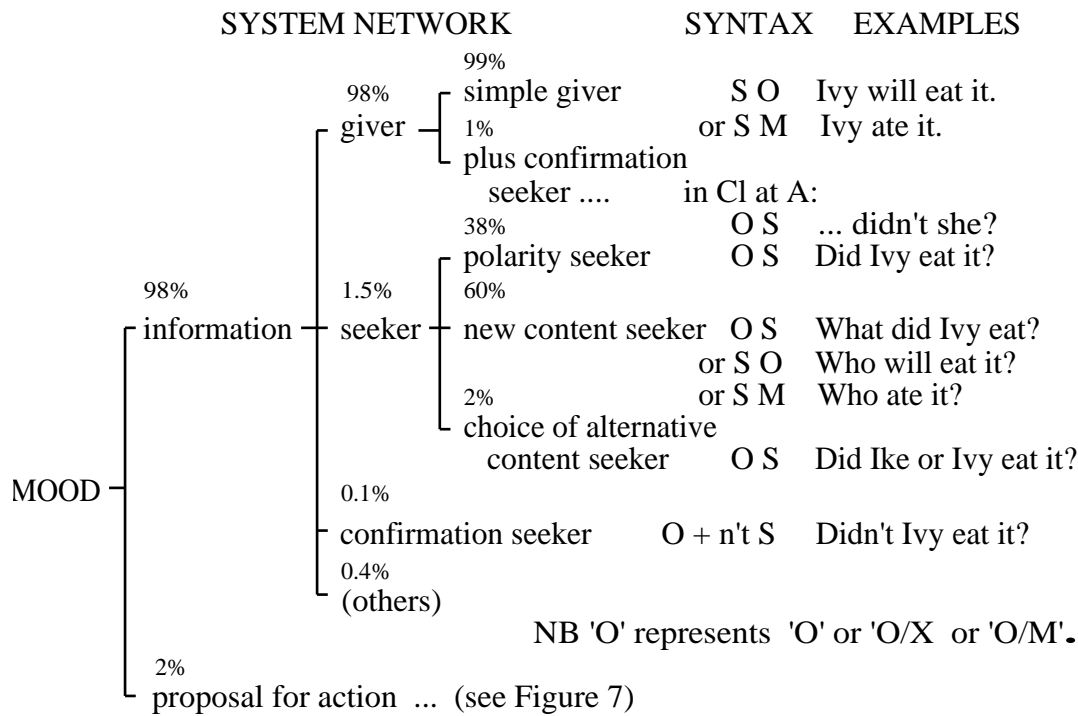 SYSTEM NETWORK SYNTAX EXAMPLES
99%
98% simple giver S O Ivy will eat it.
giver 1% or S M Ivy ate it.
plus confirmation
seeker .... in Cl at A:
38% O S ... didn't she?
polarity seeker O S Did Ivy eat it?
98% 1.5% 60%
information seeker new content seeker O S What did Ivy eat?
or S O Who will eat it?
2% or S M Who ate it?
choice of alternative
content seeker O S Did Ike or Ivy eat it?
MOOD
0.1%
confirmation seeker O + n't S Didn't Ivy eat it?
0.4%
(others)
NB 'O' represents 'O' or 'O/X or 'O/M'.
2%
proposal for action ... (see Figure 7)